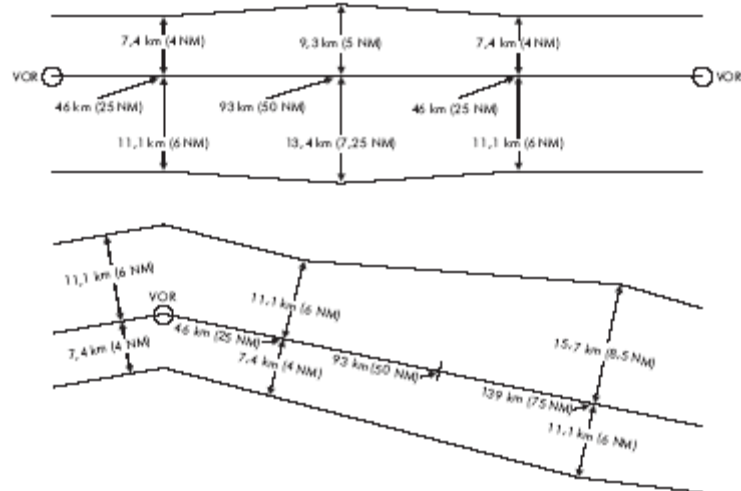 7,4 km (4 NM)
9,3 km (5 NM)
7,4 km (4 NM)
VOR
VOR
46 km (25 NM)
93 km (50 NM)
46 km (25 NM)
11,1 km (6 NM)
13,4 km (7,25 NM)
11,1 km (6 NM)
11,1 km (6 NM)
VOR
11,1 km (6 NM)
46 km (25 NM)
7,4 km (4 NM)
7,4 km (4 NM)
93 km (50 NM)
15,7 km (8,5 NM)
139 km (75 NM)
11,1 km (6 NM)